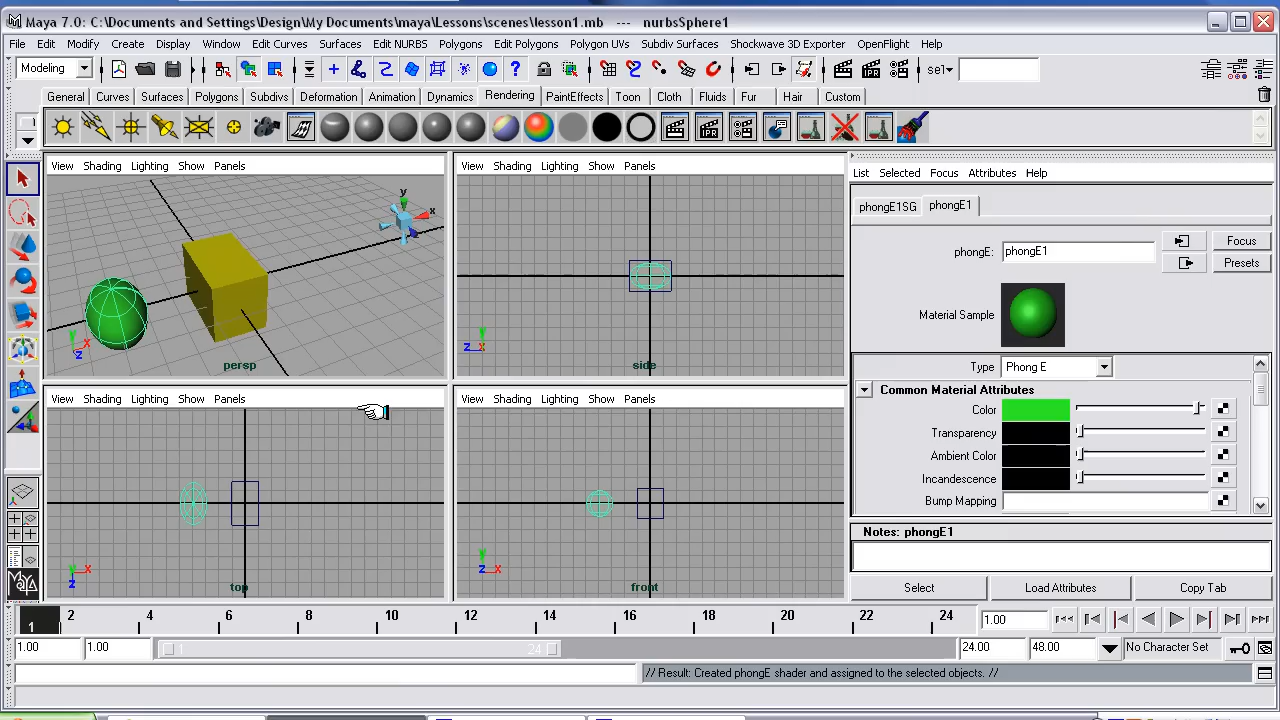 Maya 7.0: C:\Documents and Settings\Design\My Documents\maya\Lessons\scenes\lesson1.mb --- nurbsSphere1
File Edit Modify Create Display Window Edit Curves Surfaces Edit NURBS Polygons Edit Polygons Polygon UVs Subdiv Surfaces Shockwave 3D Exporter OpenFlight Help
Modeling sel
General Curves Surfaces Polygons Subdivs Deformation Animation Dynamics Rendering PaintEffects Toon Cloth Fluids Fur Hair Custom
IPR IPR
View Shading Lighting Show Panels
y
x
y
x
z
persp
View Shading Lighting Show Panels
y
z x
side
View Shading Lighting Show Panels
y x
z
top
View Shading Lighting Show Panels
y
z x
front
List Selected Focus Attributes Help
phongE1SG phongE1
phongE: phongE1
Focus
Presets
Material Sample
Type Phong E
Common Material Attributes
Color
Transparency
Ambient Color
Incandescence
Bump Mapping
Notes: phongE1
Select Load Attributes Copy Tab
MAYA
1 2 4 6 8 10 12 14 16 18 20 22 24 1.00
1.00 1.00 1 24 24.00 48.00 No Character Set
// Result: Created phongE shader and assigned to the selected objects. //